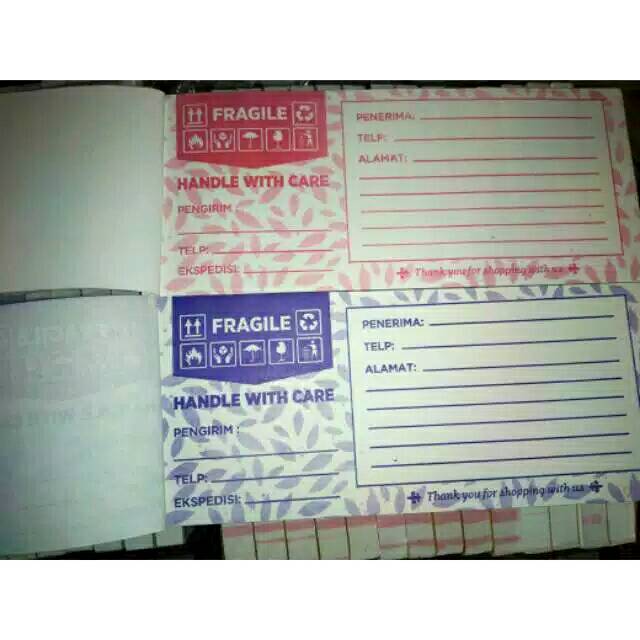 FRAGILE
HANDLE WITH CARE
PENGIRIM :
TELP:
EKSPEDISI:
PENERIMA:
TELP:
ALAMAT:
Thank you for shopping with us
FRAGILE
HANDLE WITH CARE
PENGIRIM :
TELP:
EKSPEDISI:
PENERIMA:
TELP:
ALAMAT:
Thank you for shopping with us